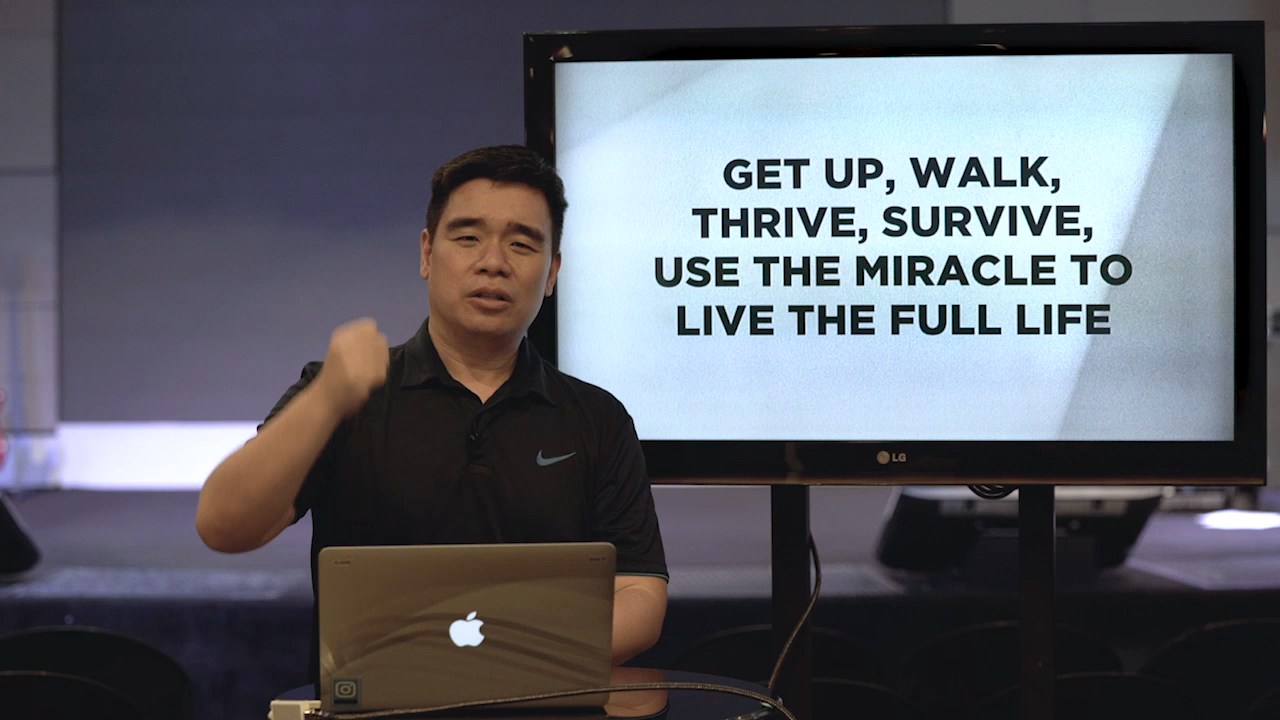 GET UP, WALK,
THRIVE, SURVIVE,
USE THE MIRACLE TO
LIVE THE FULL LIFE
LG